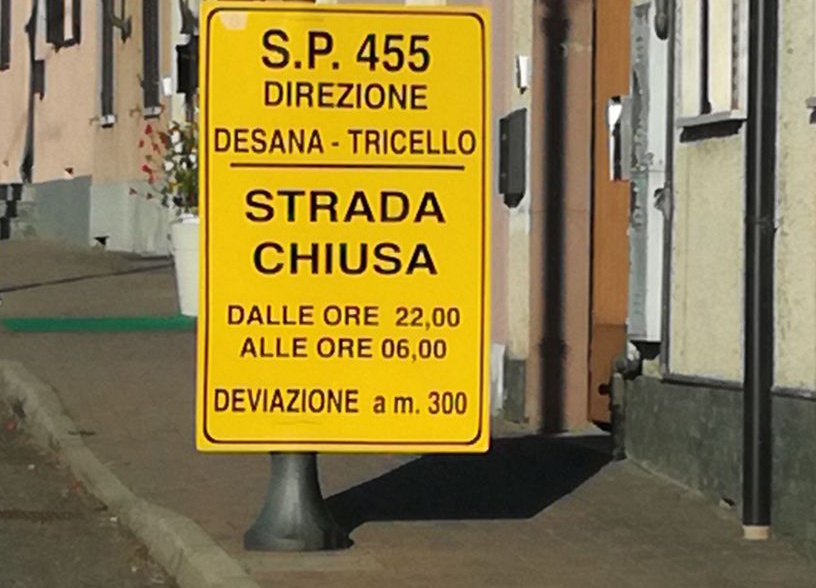 S.P. 455
DIREZIONE
DESANA - TRICELLO
STRADA
CHIUSA
DALLE ORE 22,00
ALLE ORE 06,00
DEVIAZIONE a m. 300